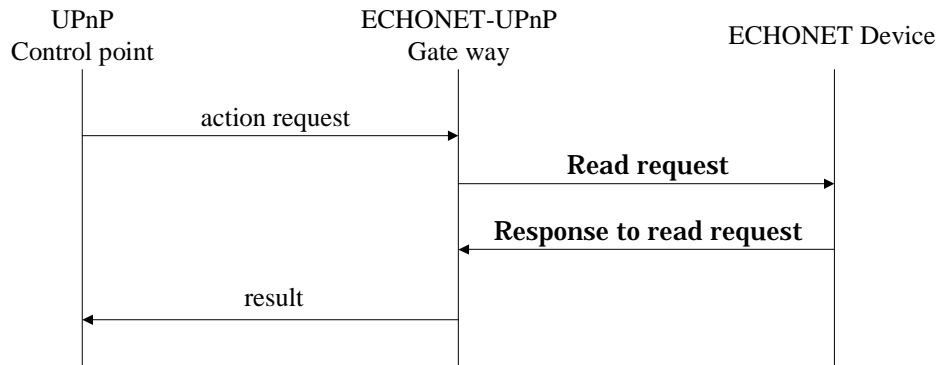 UPnP
Control point
ECHONET-UPnP
Gate way
ECHONET Device
action request
Read request
Response to read request
result